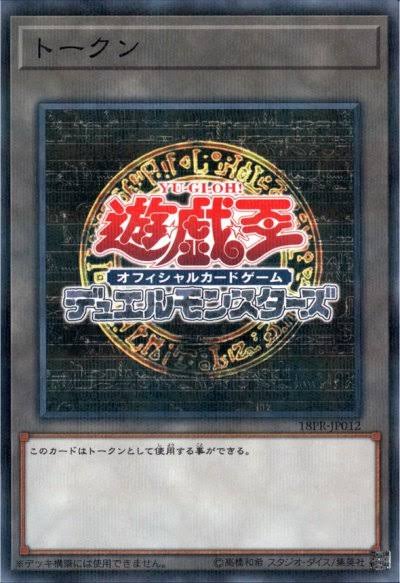 トークン
YU-GI-OH!
遊戯王
オフィシャルカードゲーム
デュエルモンスターズ
18PR-JP012
このカードはトークンとして使用する事ができる。
※デッキ構築には使用できません。
©高橋和希 スタジオ・ダイス/集英社